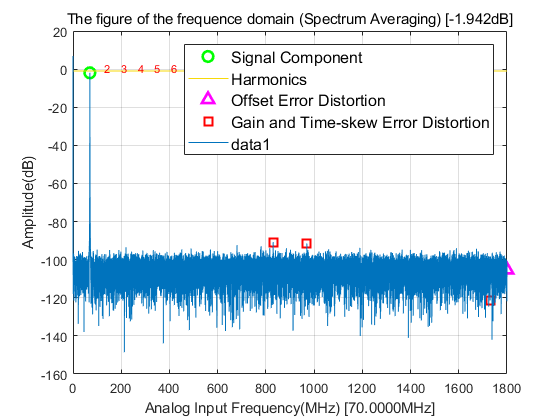 The figure of the frequence domain (Spectrum Averaging) [-1.942dB]
20
0
-20
-40
-60
-80
-100
-120
-140
-160
Amplitude(dB)
2 3 4 5 6
Signal Component
Harmonics
Offset Error Distortion
Gain and Time-skew Error Distortion
data1
0 200 400 600 800 1000 1200 1400 1600 1800
Analog Input Frequency(MHz) [70.0000MHz